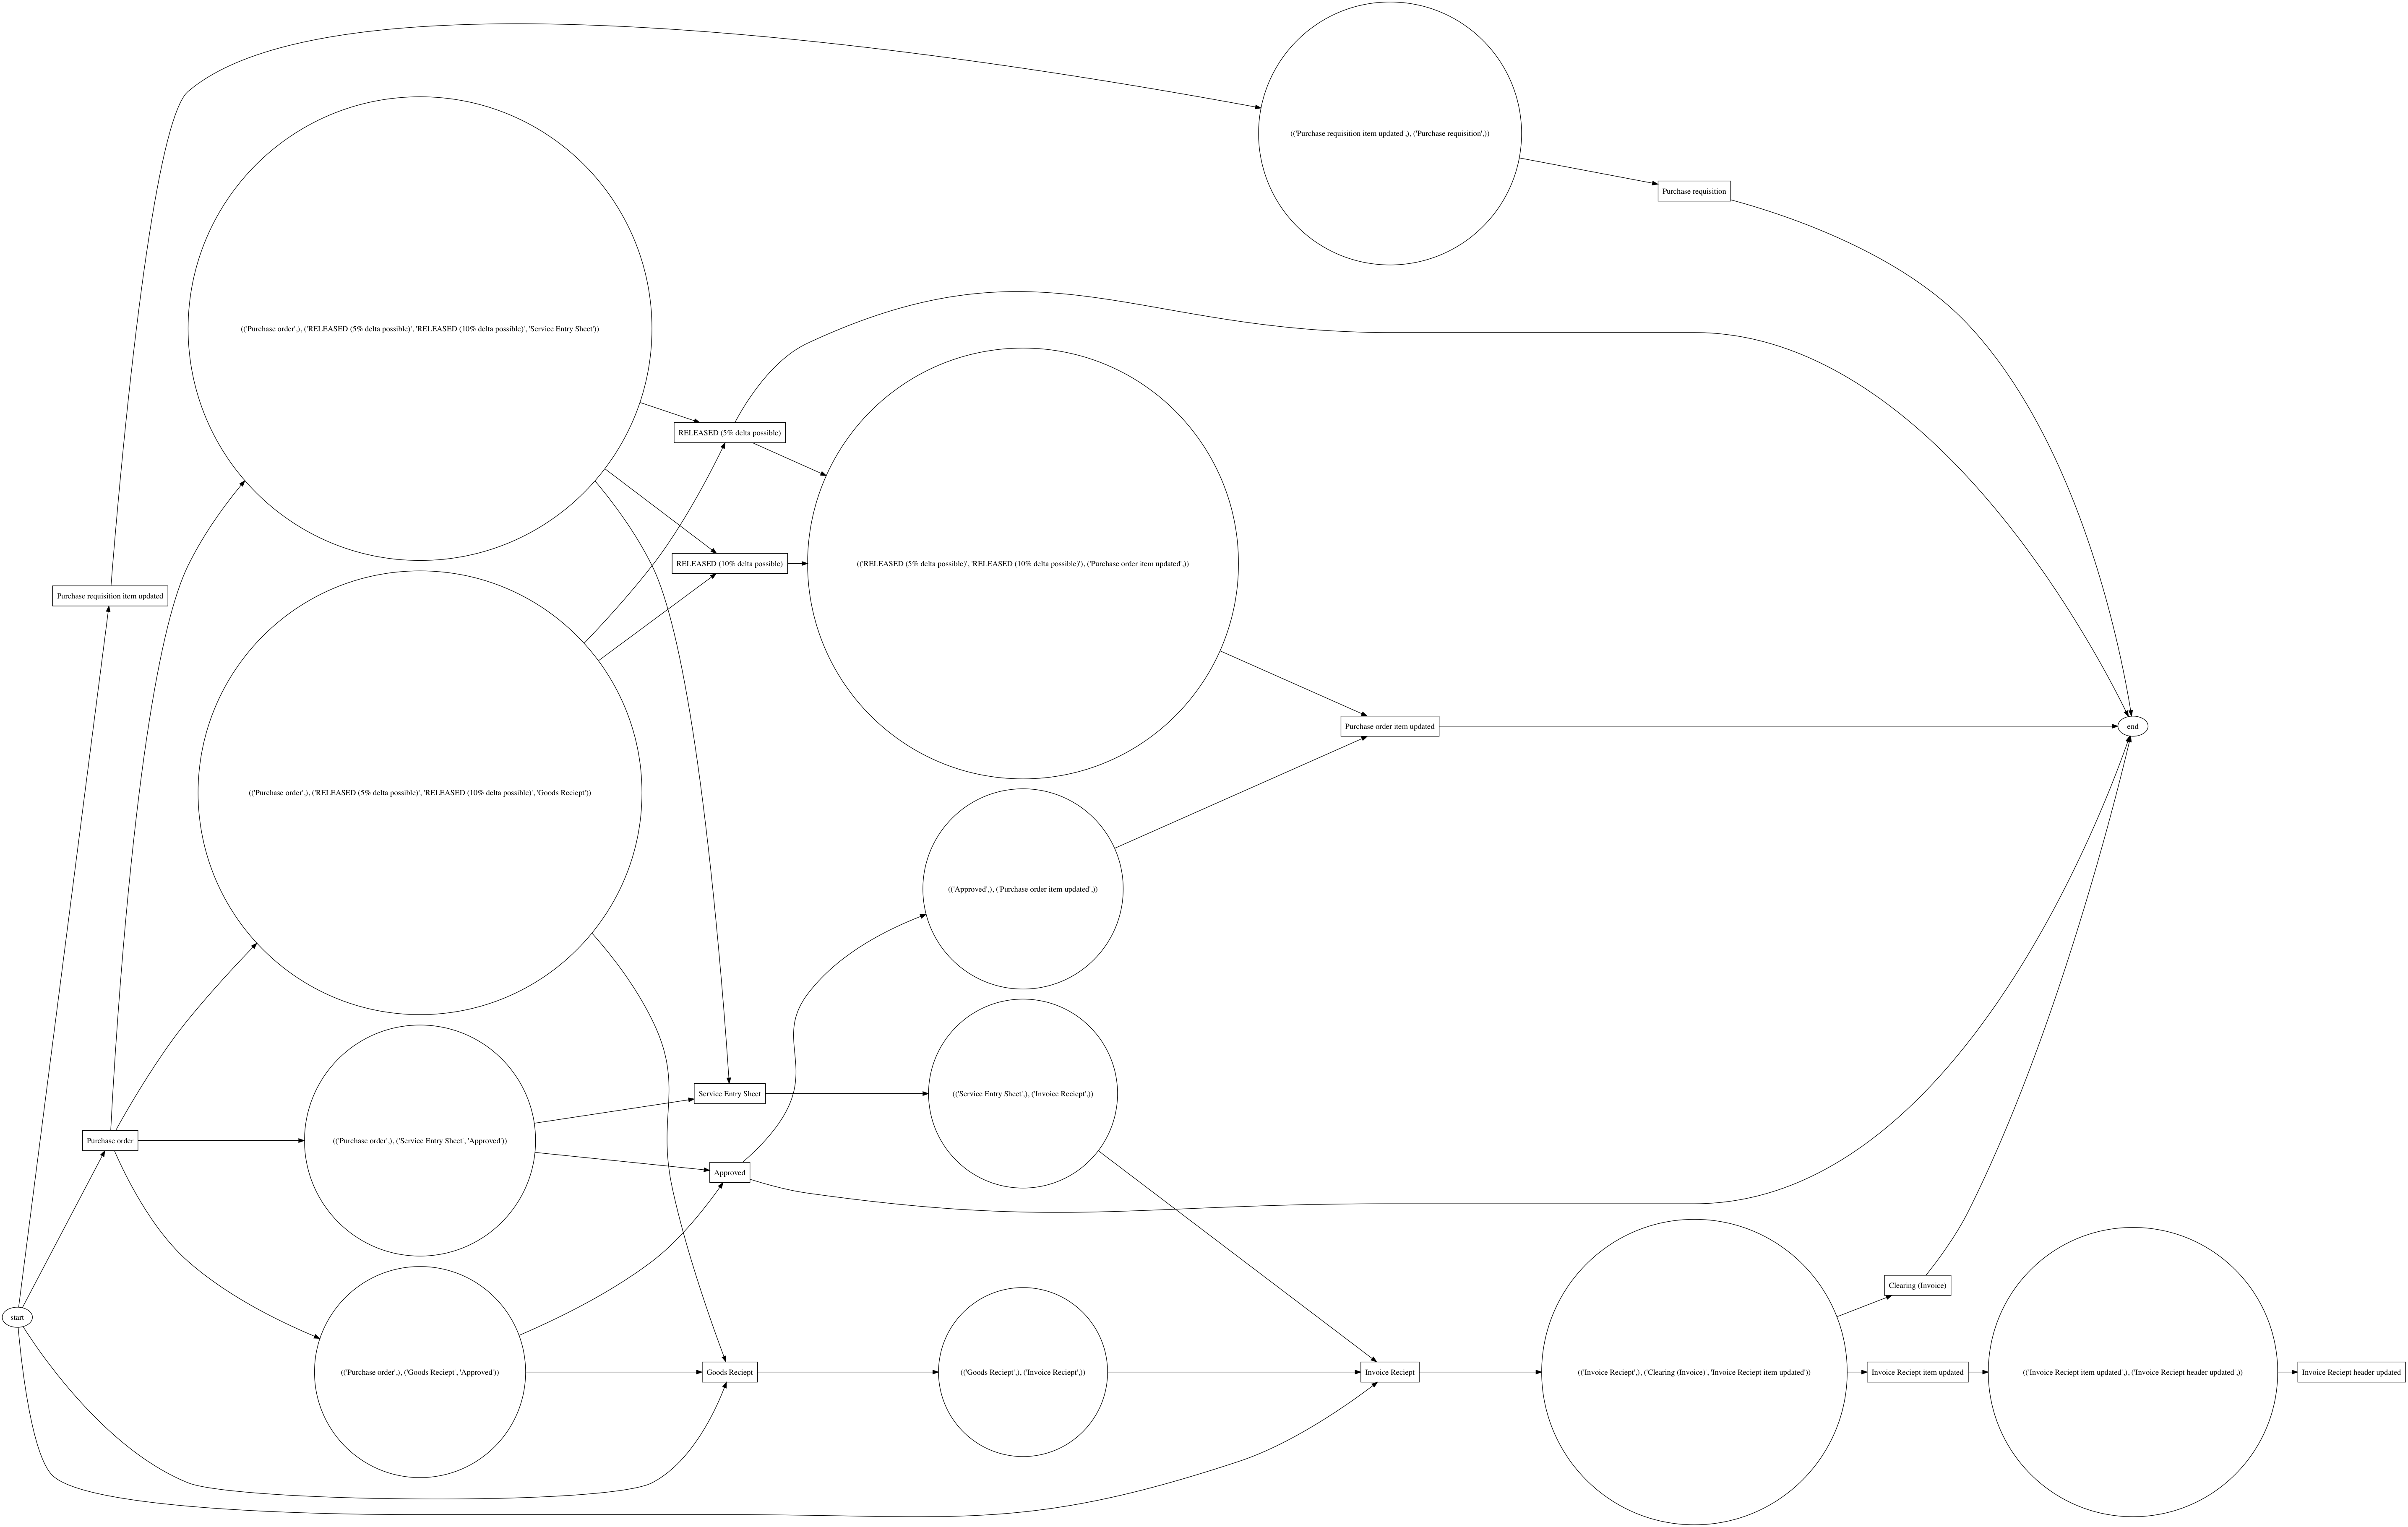 (('Purchase requisition item updated',), ('Purchase requisition',))
Purchase requisition
(('Purchase order',), ('RELEASED (5% delta possible)', 'RELEASED (10% delta possible)', 'Service Entry Sheet'))
RELEASED (5% delta possible)
RELEASED (10% delta possible)
(('RELEASED (5% delta possible)', 'RELEASED (10% delta possible)'), ('Purchase order item updated',))
Purchase requisition item updated
Purchase order item updated
end
(('Purchase order',), ('RELEASED (5% delta possible)', 'RELEASED (10% delta possible)', 'Goods Reciept'))
(('Approved',), ('Purchase order item updated',))
Service Entry Sheet
(('Service Entry Sheet',), ('Invoice Reciept',))
Purchase order
(('Purchase order',), ('Service Entry Sheet', 'Approved'))
Approved
Clearing (Invoice)
start
(('Purchase order',), ('Goods Reciept', 'Approved'))
Goods Reciept
(('Goods Reciept',), ('Invoice Reciept',))
Invoice Reciept
(('Invoice Reciept',), ('Clearing (Invoice)', 'Invoice Reciept item updated'))
Invoice Reciept item updated
(('Invoice Reciept item updated',), ('Invoice Reciept header updated',))
Invoice Reciept header updated